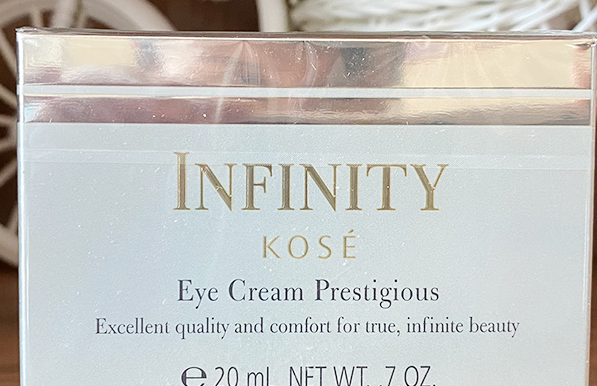 INFINITY
KOSÉ
Eye Cream Prestigious
Excellent quality and comfort for true, infinite beauty
℮ 20 ml NET WT. .7 OZ.